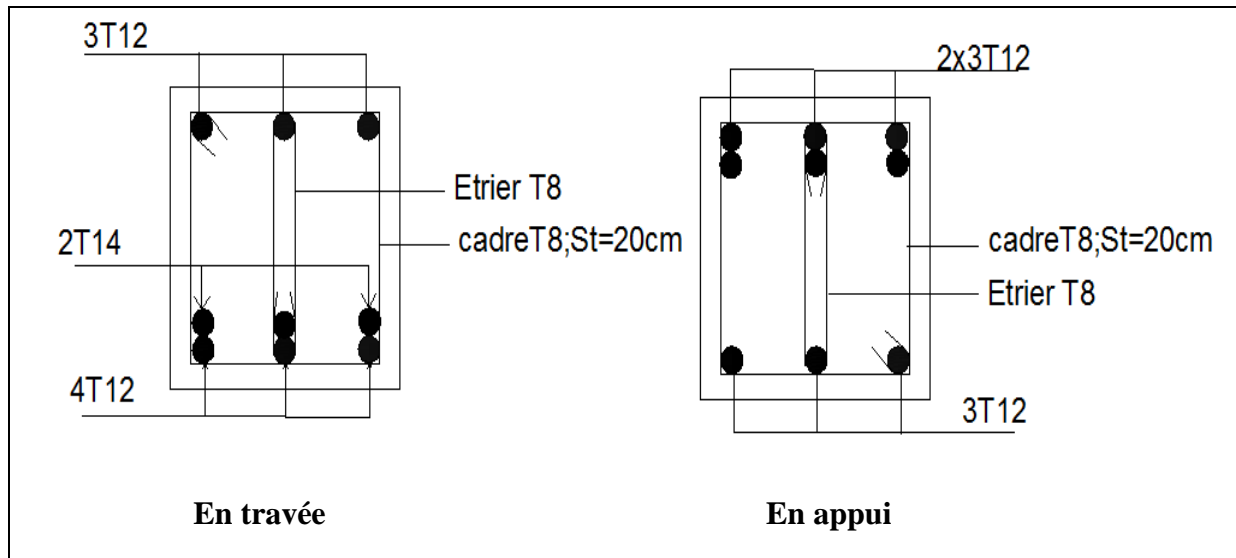 3T12
Etrier T8
cadreT8;St=20cm
2T14
4T12
En travée
2x3T12
cadreT8;St=20cm
Etrier T8
3T12
En appui